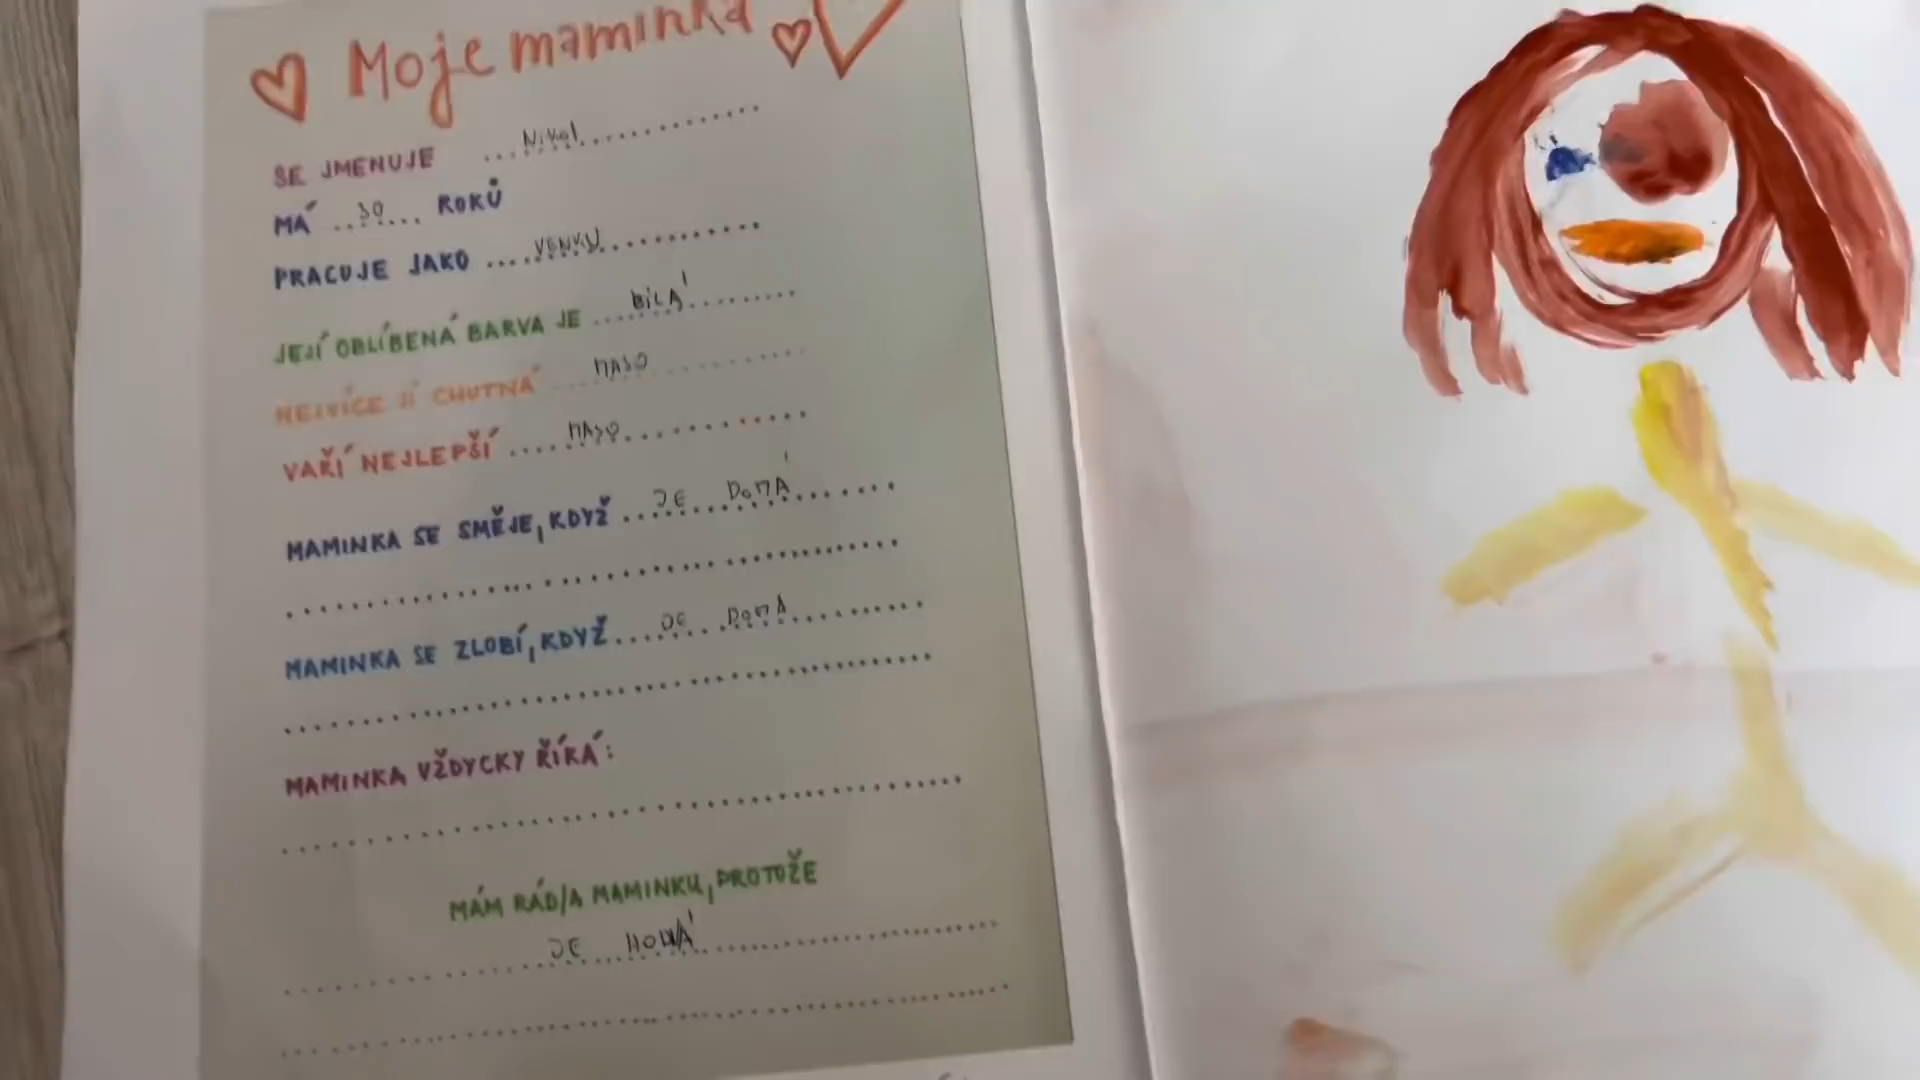 Moje maminka
SE JMENUJE Nikol
MÁ 30 ROKŮ
PRACUJE JAKO VENKU
JEJÍ OBLÍBENÁ BARVA JE BÍLÁ
NEJVÍCE JÍ CHUTNÁ MASO
VAŘÍ NEJLEPŠÍ MASO
MAMINKA SE SMĚJE, KDYŽ JE DOMA
MAMINKA SE ZLOBÍ, KDYŽ JE DOMA
MAMINKA VŽDYCKY ŘÍKÁ:
MÁM RÁD/A MAMINKU, PROTOŽE
JE